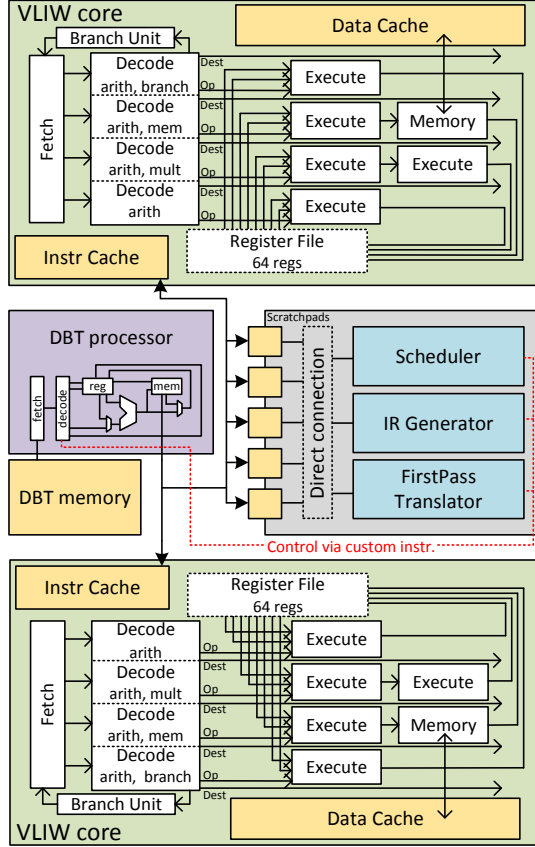 VLIW core
Branch Unit
Data Cache
Fetch
Decode
arith, branch
Dest
Op
Execute
Decode
arith, mem
Dest
Op
Execute
Memory
Decode
arith, mult
Dest
Op
Execute
Execute
Decode
arith
Dest
Op
Execute
Register File
64 regs
Instr Cache
DBT processor
fetch
decode
reg
mem
DBT memory
Scratchpads
Direct connection
Scheduler
IR Generator
FirstPass
Translator
Control via custom instr.
Instr Cache
Register File
64 regs
Fetch
Decode
arith
Op
Dest
Execute
Decode
arith, mult
Op
Dest
Execute
Execute
Decode
arith, mem
Op
Dest
Execute
Memory
Decode
arith, branch
Op
Dest
Execute
Branch Unit
Data Cache
VLIW core